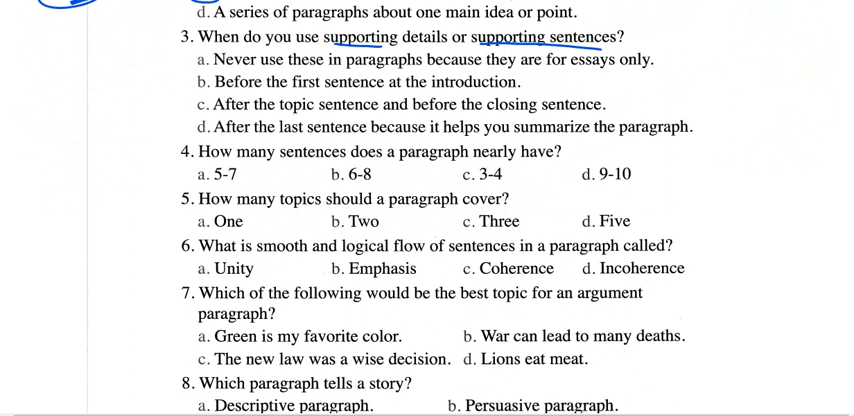 d. A series of paragraphs about one main idea or point.
3. When do you use supporting details or supporting sentences?
a. Never use these in paragraphs because they are for essays only.
b. Before the first sentence at the introduction.
c. After the topic sentence and before the closing sentence.
d. After the last sentence because it helps you summarize the paragraph.
4. How many sentences does a paragraph nearly have?
a. 5-7 b. 6-8 c. 3-4 d. 9-10
5. How many topics should a paragraph cover?
a. One b. Two c. Three d. Five
6. What is smooth and logical flow of sentences in a paragraph called?
a. Unity b. Emphasis c. Coherence d. Incoherence
7. Which of the following would be the best topic for an argument
paragraph?
a. Green is my favorite color. b. War can lead to many deaths.
c. The new law was a wise decision. d. Lions eat meat.
8. Which paragraph tells a story?
a. Descriptive paragraph. b. Persuasive paragraph.